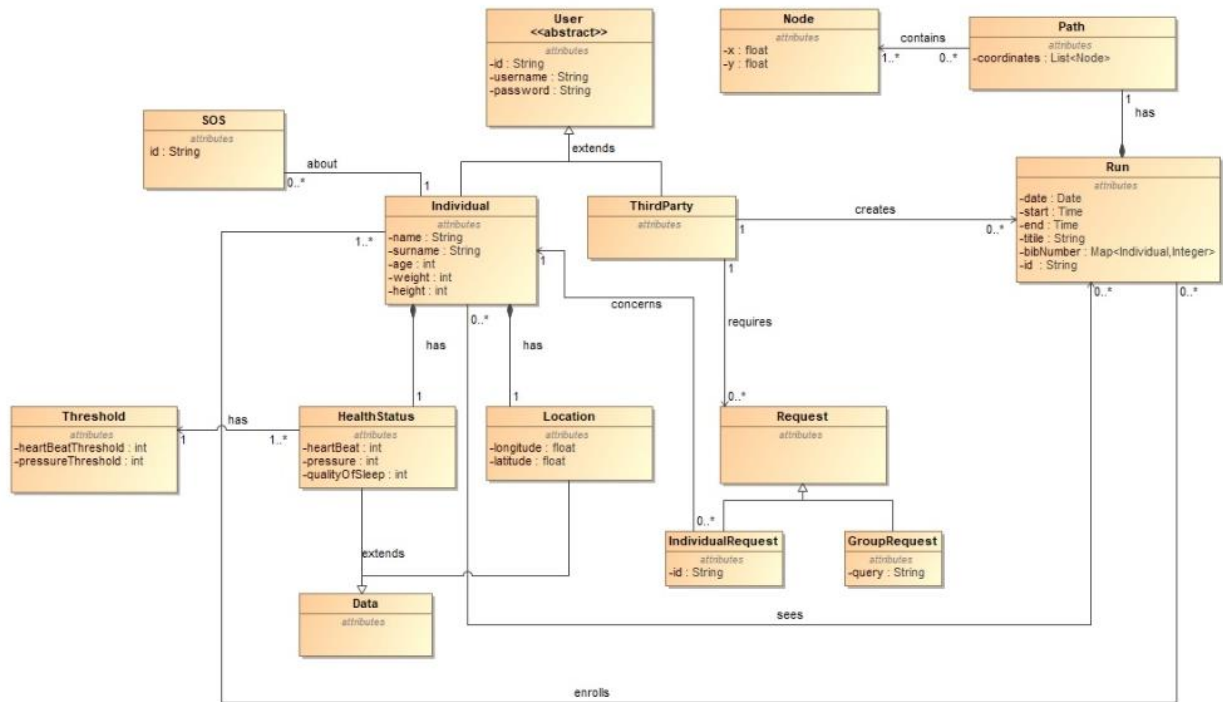 User
<<abstract>>
attributes
-id : String
-username : String
-password : String
Node
attributes
-x : float
-y : float
contains
1..*
0..*
Path
attributes
-coordinates : List<Node>
1
has
SOS
attributes
id : String
about
0..*
1
extends
Individual
attributes
-name : String
-surname : String
-age : int
-weight : int
-height : int
1..*
1
0..*
ThirdParty
attributes
1
creates
0..*
1
Run
attributes
-date : Date
-start : Time
-end : Time
-titile : String
-bibNumber : Map<Individual,Integer>
-id : String
0..*
0..*
concerns
requires
has
has
1
1
0..*
Threshold
attributes
-heartBeatThreshold : int
-pressureThreshold : int
has
1
1..*
HealthStatus
attributes
-heartBeat : int
-pressure : int
-qualityOfSleep : int
Location
attributes
-longitude : float
-latitude : float
Request
attributes
0..*
IndividualRequest
attributes
-id : String
GroupRequest
attributes
-query : String
extends
Data
attributes
sees
enrolls